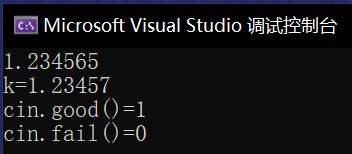 Microsoft Visual Studio 调试控制台
1.234565
k=1.23457
cin.good()=1
cin.fail()=0